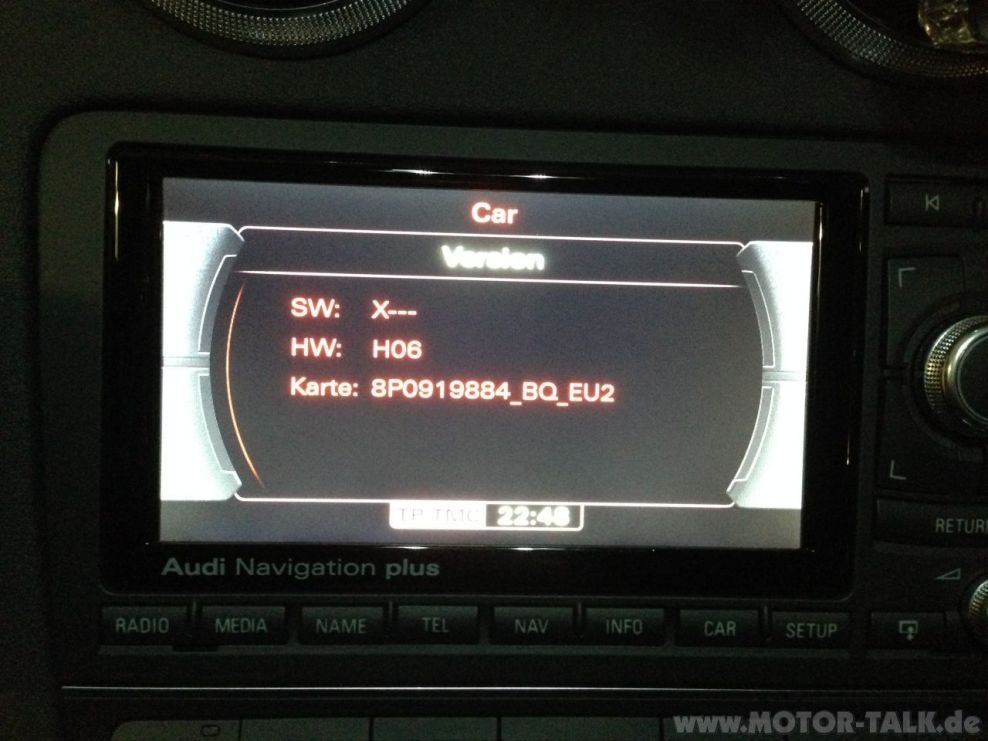 Car
Version
SW: X---
HW: H06
Karte: 8P0919884_BQ_EU2
TP TMC 22:48
Audi Navigation plus
RETURN
RADIO MEDIA NAME TEL NAV INFO CAR SETUP
www.MOTOR-TALK.de